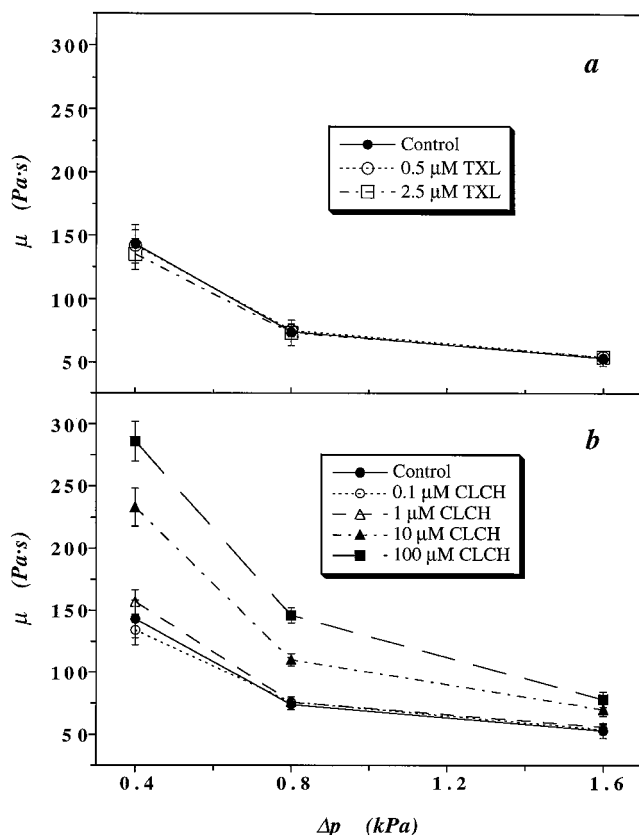 300
250
200
150
100
50
μ (Pa·s)
a
Control
0.5 μM TXL
2.5 μM TXL
300
250
200
150
100
50
μ (Pa·s)
b
Control
0.1 μM CLCH
1 μM CLCH
10 μM CLCH
100 μM CLCH
0.4 0.8 1.2 1.6
Δp (kPa)